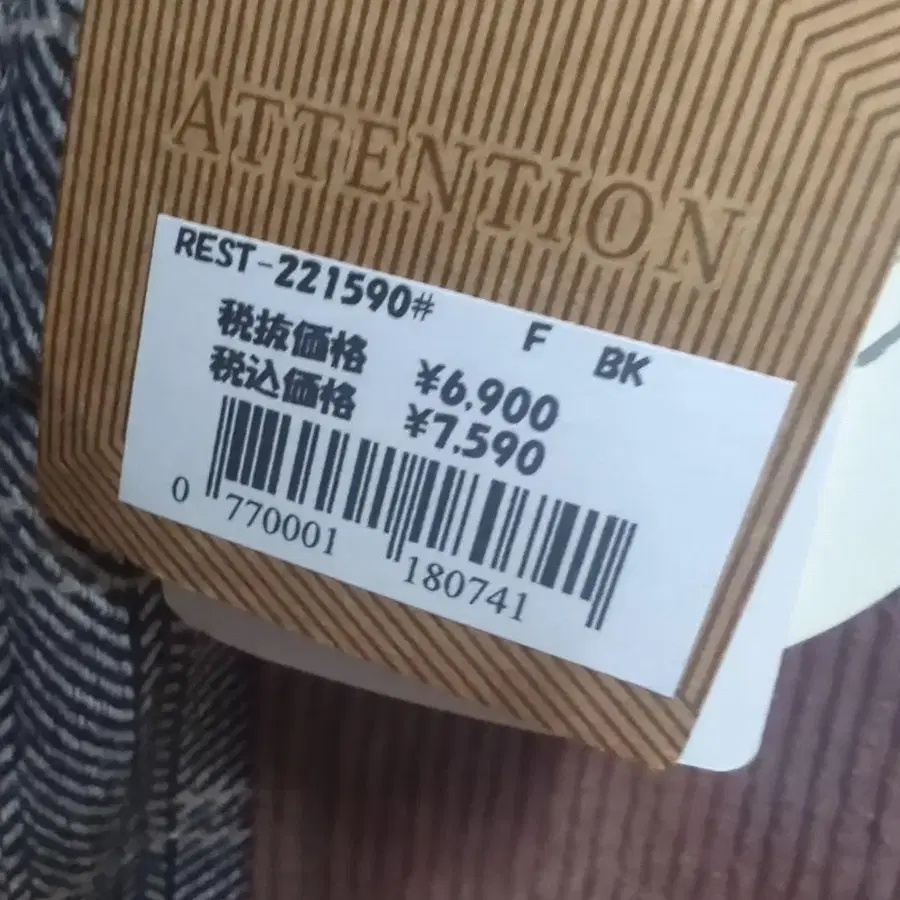 ATTENTION
REST-221590#
F BK
税抜価格 ¥6,900
税込価格 ¥7,590
0 770001 180741